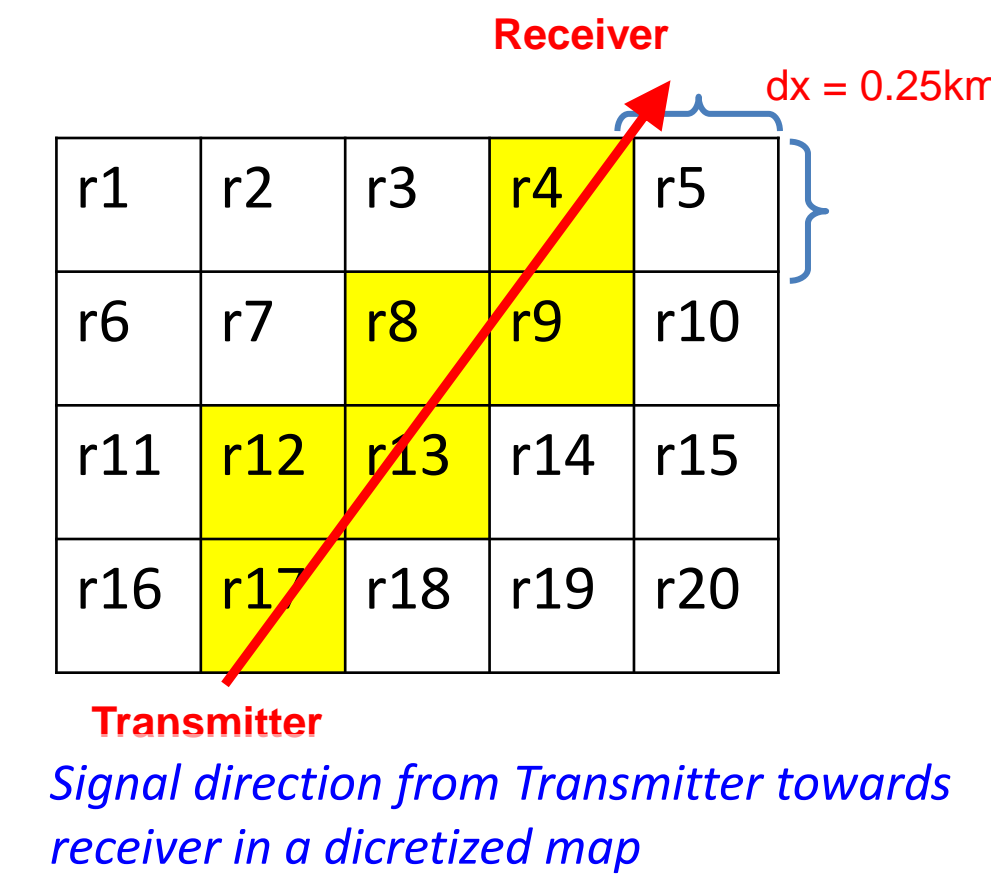 Receiver
dx = 0.25km
r1 r2 r3 r4 r5
r6 r7 r8 r9 r10
r11 r12 r13 r14 r15
r16 r17 r18 r19 r20
Transmitter
Signal direction from Transmitter towards
receiver in a dicretized map